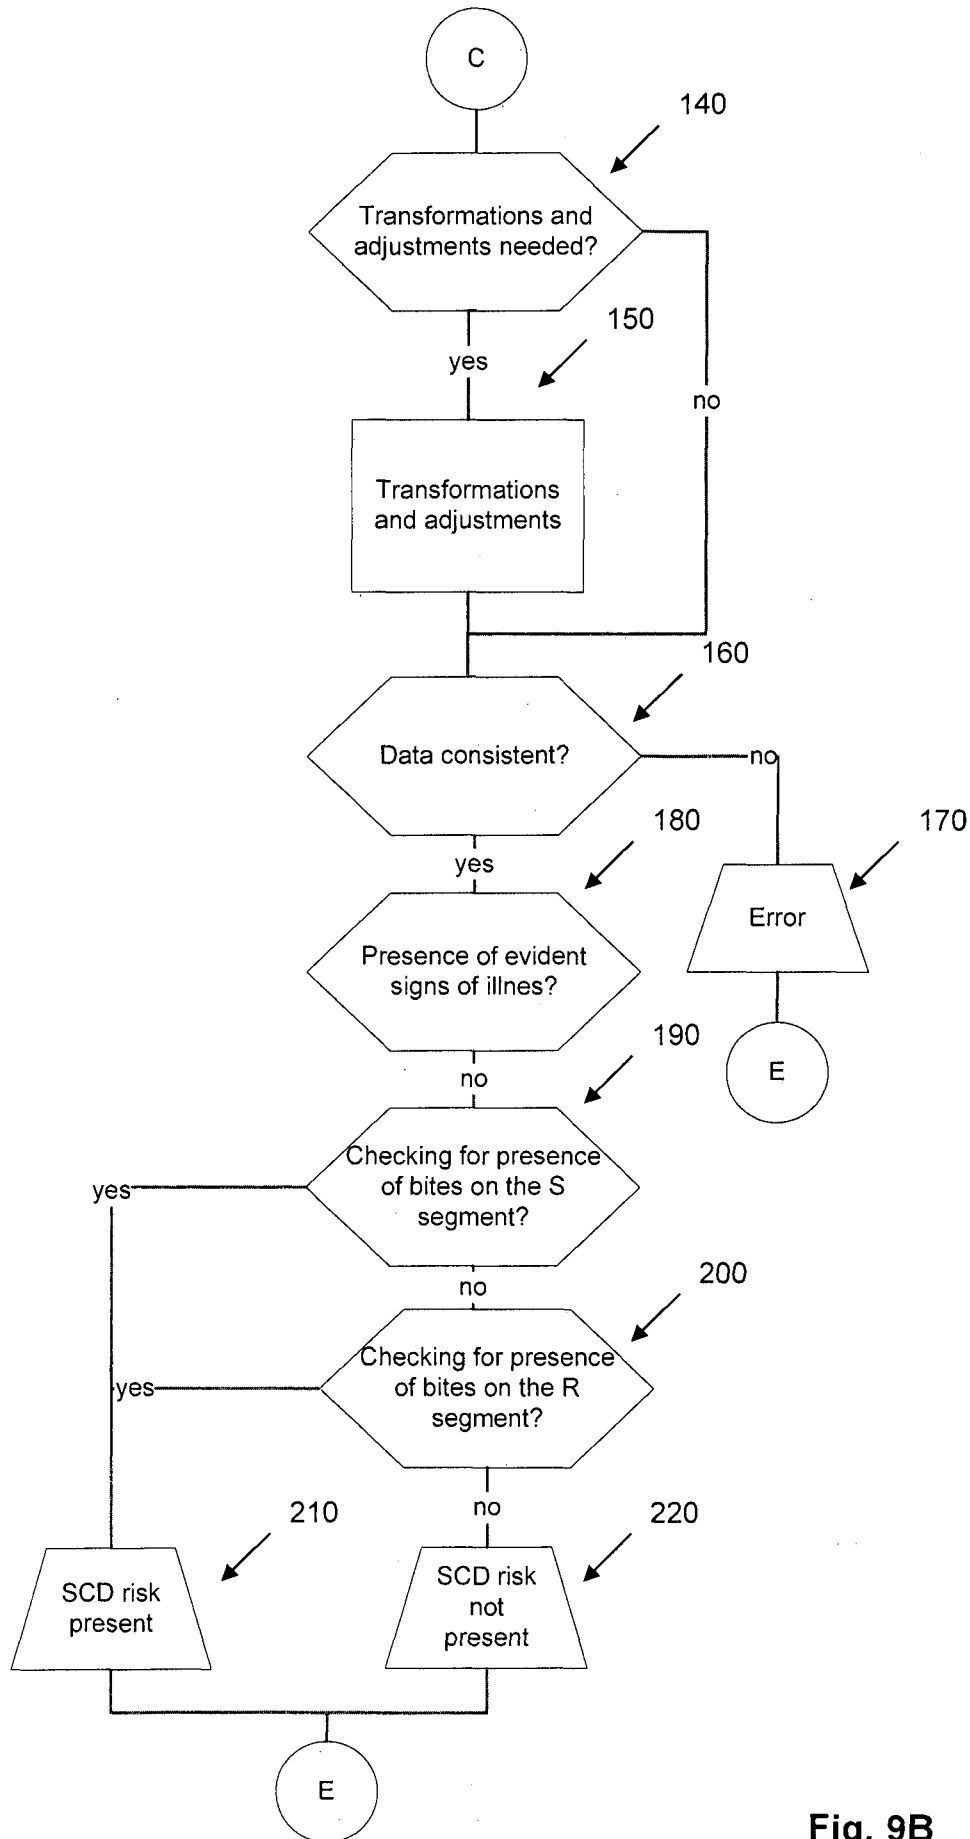 C
140
Transformations and
adjustments needed?
150
yes
no
Transformations
and adjustments
160
Data consistent?
no
180
170
yes
Error
Presence of evident
signs of illnes?
190
E
no
Checking for presence
of bites on the S
segment?
yes
no
200
Checking for presence
of bites on the R
segment?
yes
no
210
220
SCD risk
present
SCD risk
not
present
E
Fig. 9B